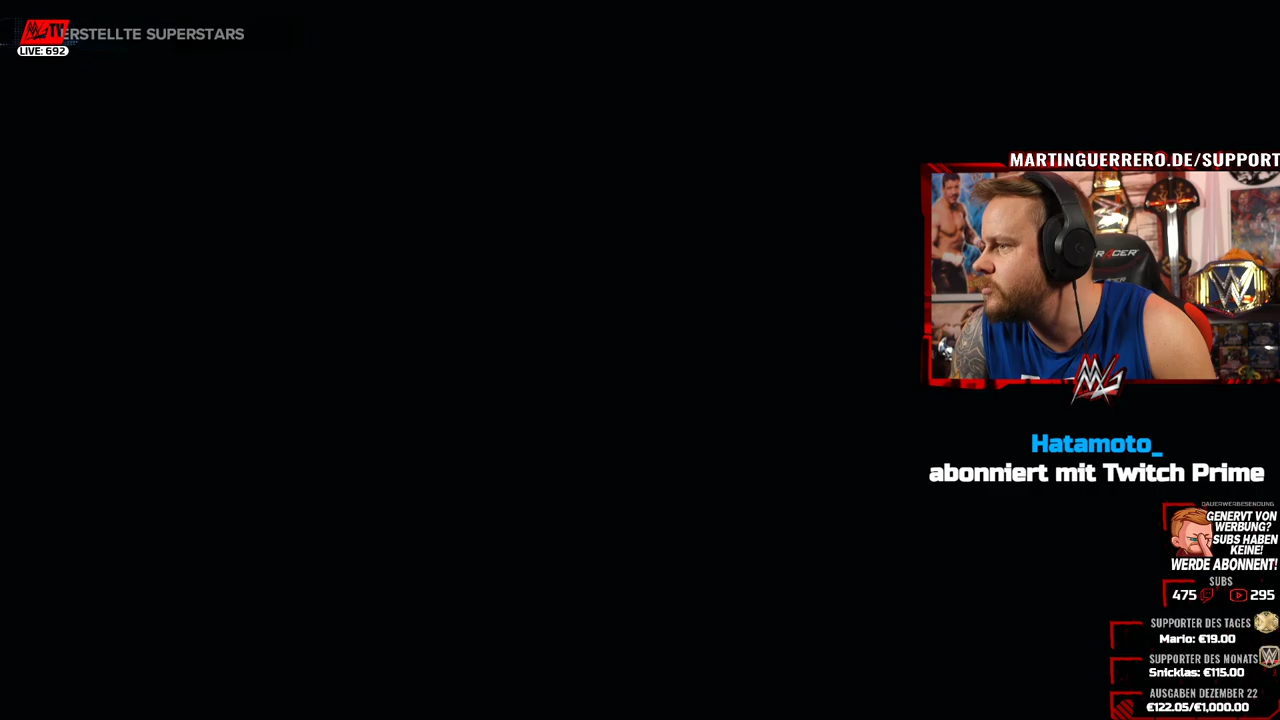 TV
ERSTELLTE SUPERSTARS
LIVE: 692
MARTINGUERRERO.DE/SUPPORT
Hatamoto_
abonniert mit Twitch Prime
DAUERWERBESENDUNG
GENERVT VON
WERBUNG?
SUBS HABEN
KEINE!
WERDE ABONNENT!
SUBS
475 295
SUPPORTER DES TAGES
Mario: €19.00
SUPPORTER DES MONATS
Snicklas: €115.00
AUSGABEN DEZEMBER 22
€122.05/€1,000.00